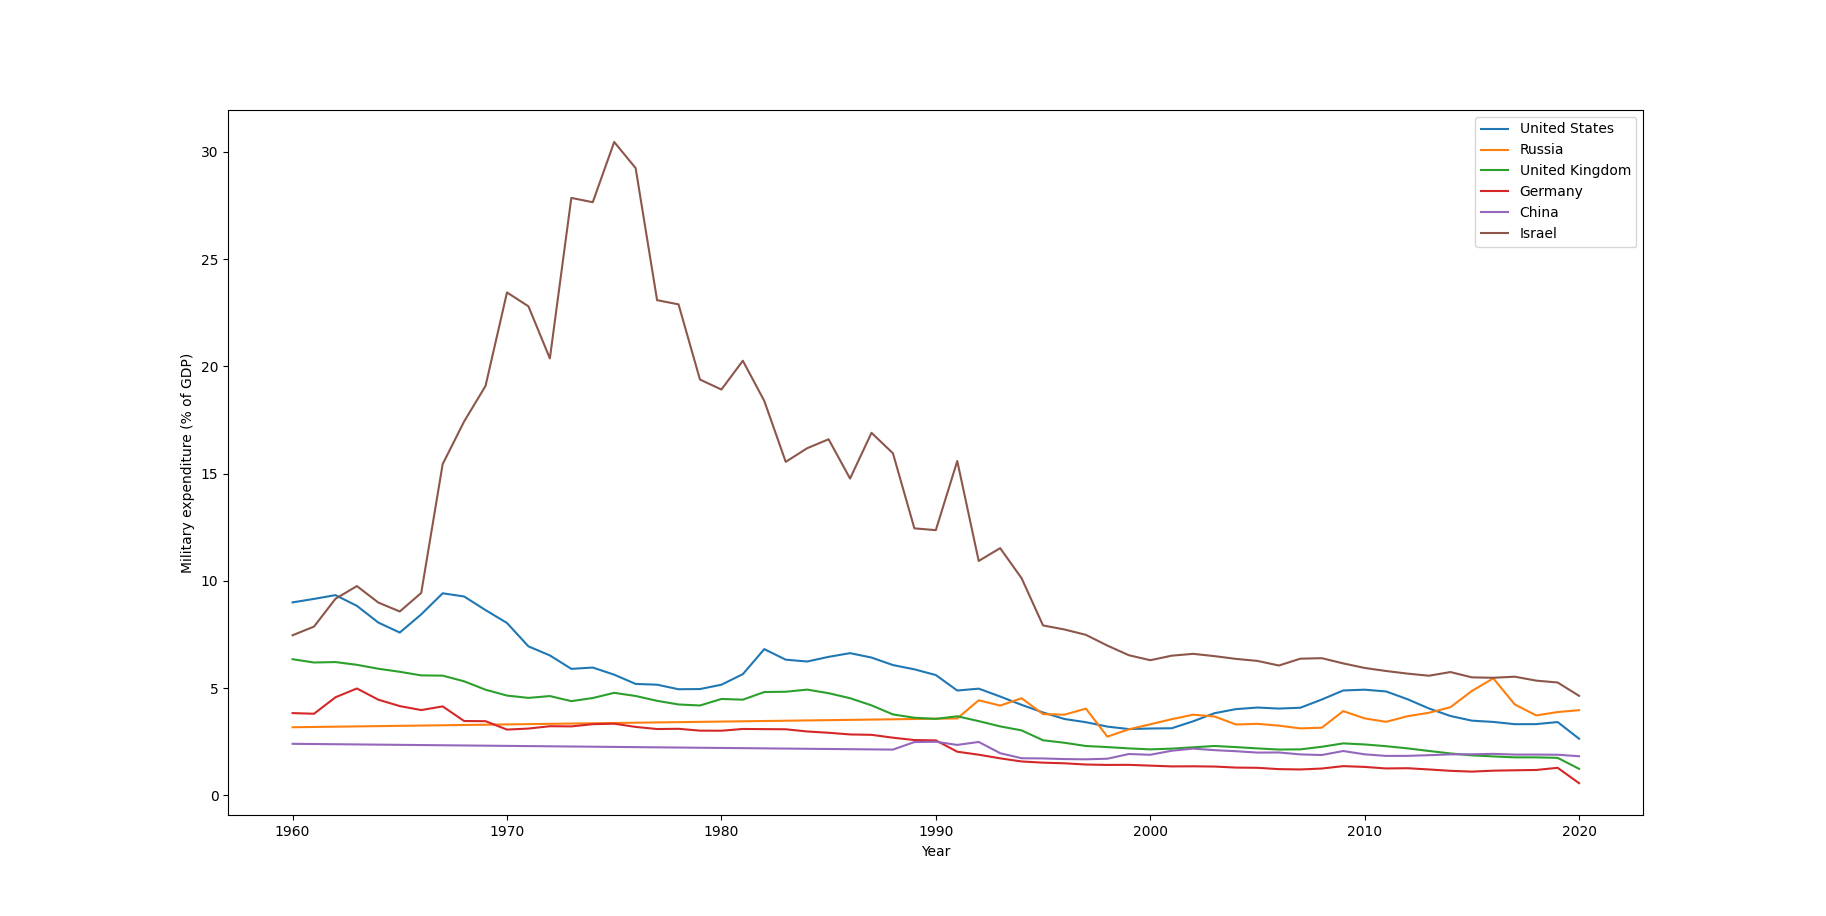 United States
Russia
United Kingdom
Germany
China
Israel
30
25
20
15
10
5
0
Military expenditure (% of GDP)
1960 1970 1980 1990 2000 2010 2020
Year